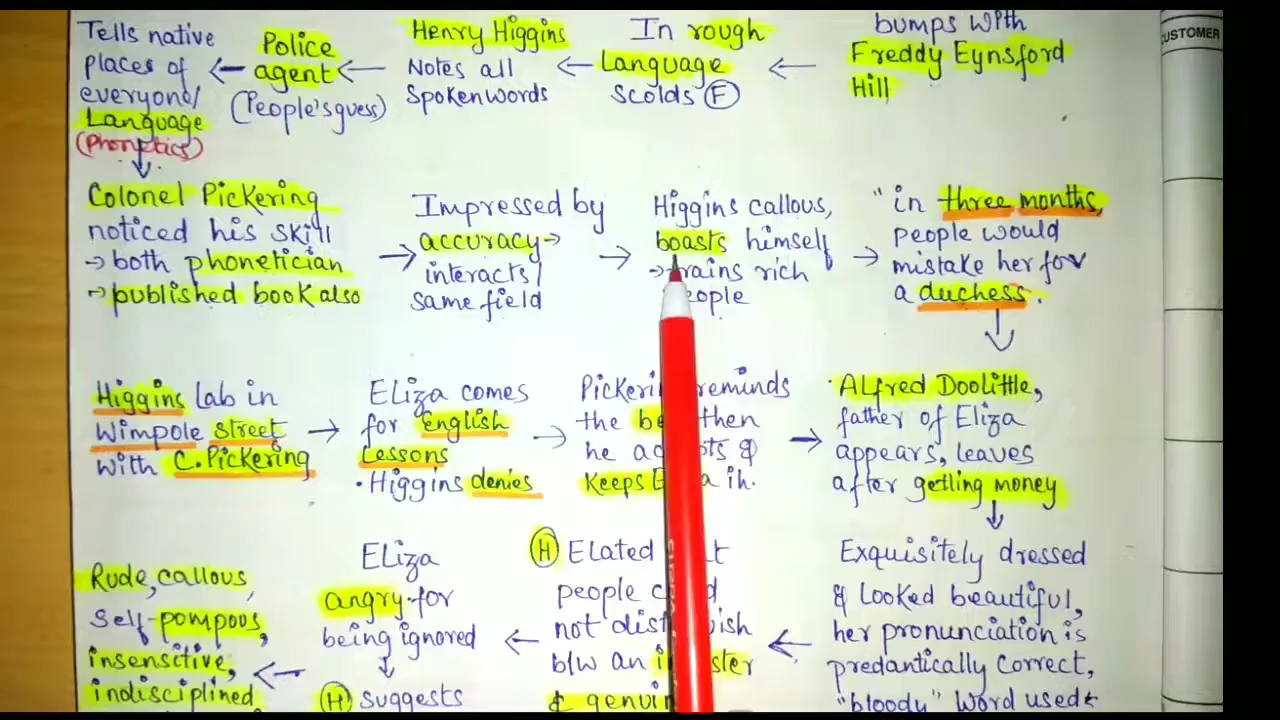 bumps with
Freddy Eynsford
Hill
In rough
Language
scolds (F)
Henry Higgins
Notes all
Spoken words
Police
agent
(People's guess)
Tells native
places of
everyone/
Language
(Phonetics)
Colonel Pickering
noticed his skill
→ both phonetician
→ published book also
Impressed by
accuracy→
interacts/
same field
Higgins callous,
boasts himself
→trains rich
people
"in three months,
people would
mistake her for
a duchess.
Higgins lab in
Wimpole street
with C.Pickering
Eliza comes
for english
Lessons
• Higgins denies
Pickering reminds
the then
he &
keeps ih.
• Alfred Doolittle,
father of Eliza
appears, leaves
after getling money
Exquisitely dressed
& looked beautiful,
her pronunciation is
predantically correct,
"bloody" word used
(H) Elated
people
not
b/w an
&
Eliza
angry for
being ignored
(H) suggests
Rude, callous,
Self-pompous,
insensitive,
indisciplined
CUSTOMER